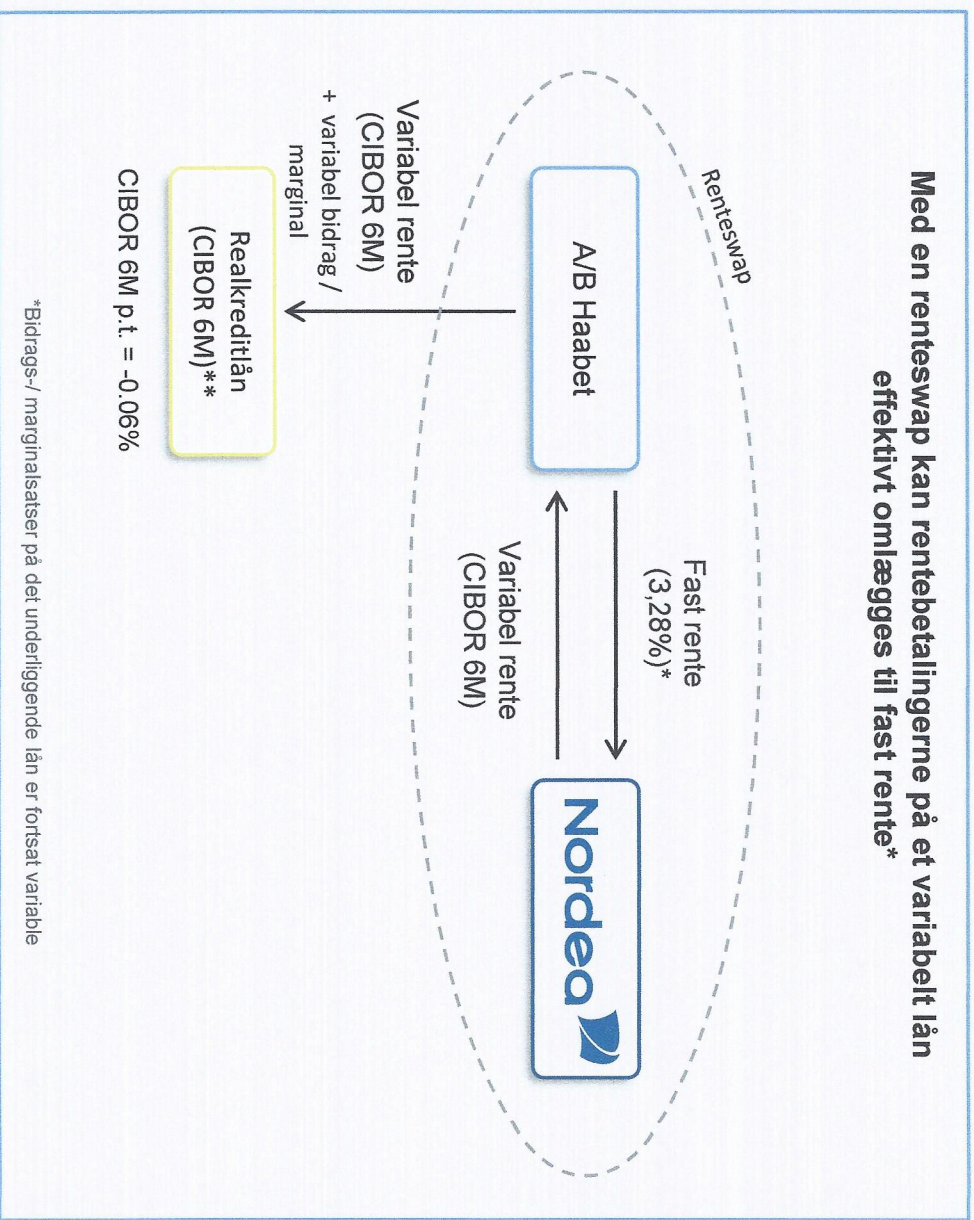 Med en renteswap kan rentebetalingerne på et variabelt lån
effektivt omlægges til fast rente*
Renteswap
A/B Haabet
Fast rente
(3,28%)*
Variabel rente
(CIBOR 6M)
Nordea
Variabel rente
(CIBOR 6M)
+ variabel bidrag /
marginal
Realkreditlån
(CIBOR 6M)**
CIBOR 6M p.t. = -0.06%
*Bidrags-/ marginalsatser på det underliggende lån er fortsat variable